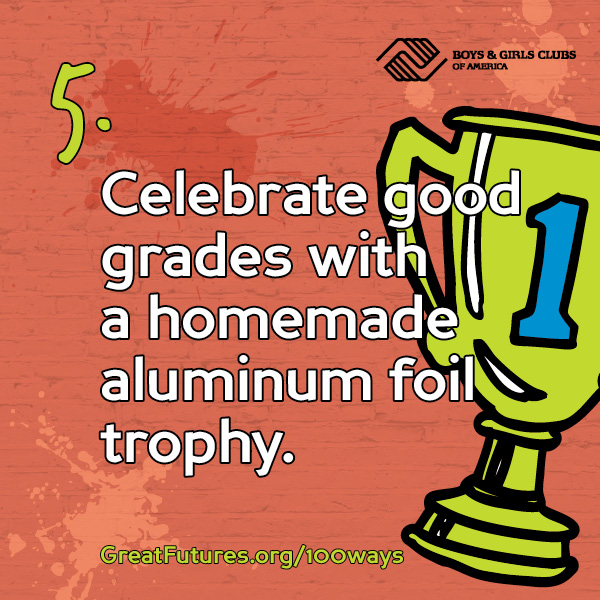 BOYS & GIRLS CLUBS
OF AMERICA
5.
Celebrate good
grades with
a homemade
aluminum foil
trophy.
1
GreatFutures.org/100ways